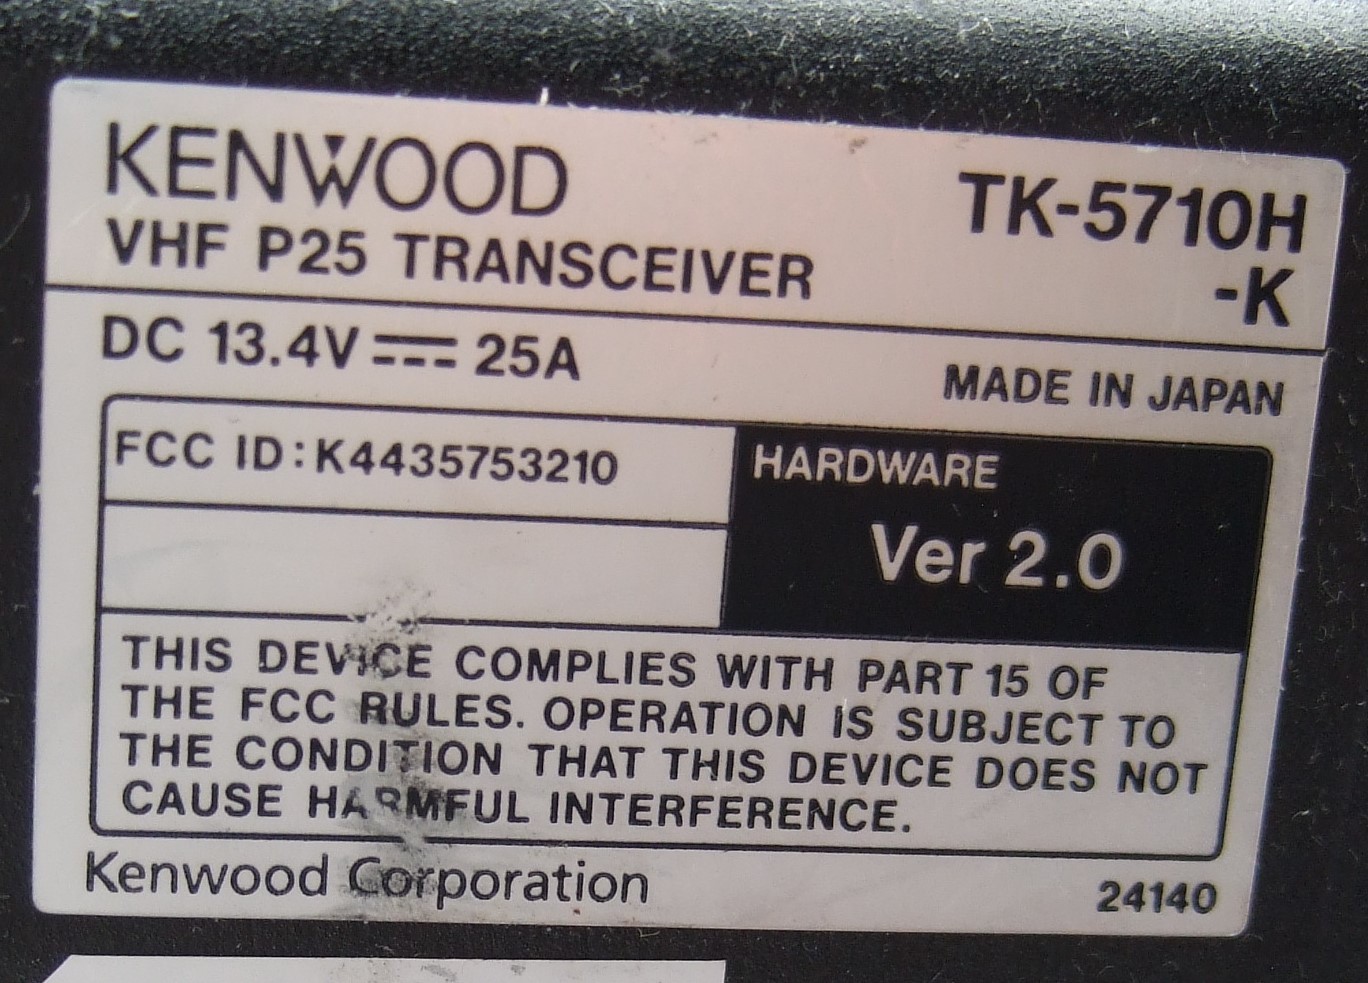 KENWOOD
TK-5710H
VHF P25 TRANSCEIVER
-K
DC 13.4V ⎓ 25A
MADE IN JAPAN
FCC ID:K4435753210
HARDWARE
Ver 2.0
THIS DEVICE COMPLIES WITH PART 15 OF
THE FCC RULES. OPERATION IS SUBJECT TO
THE CONDITION THAT THIS DEVICE DOES NOT
CAUSE HARMFUL INTERFERENCE.
Kenwood Corporation
24140